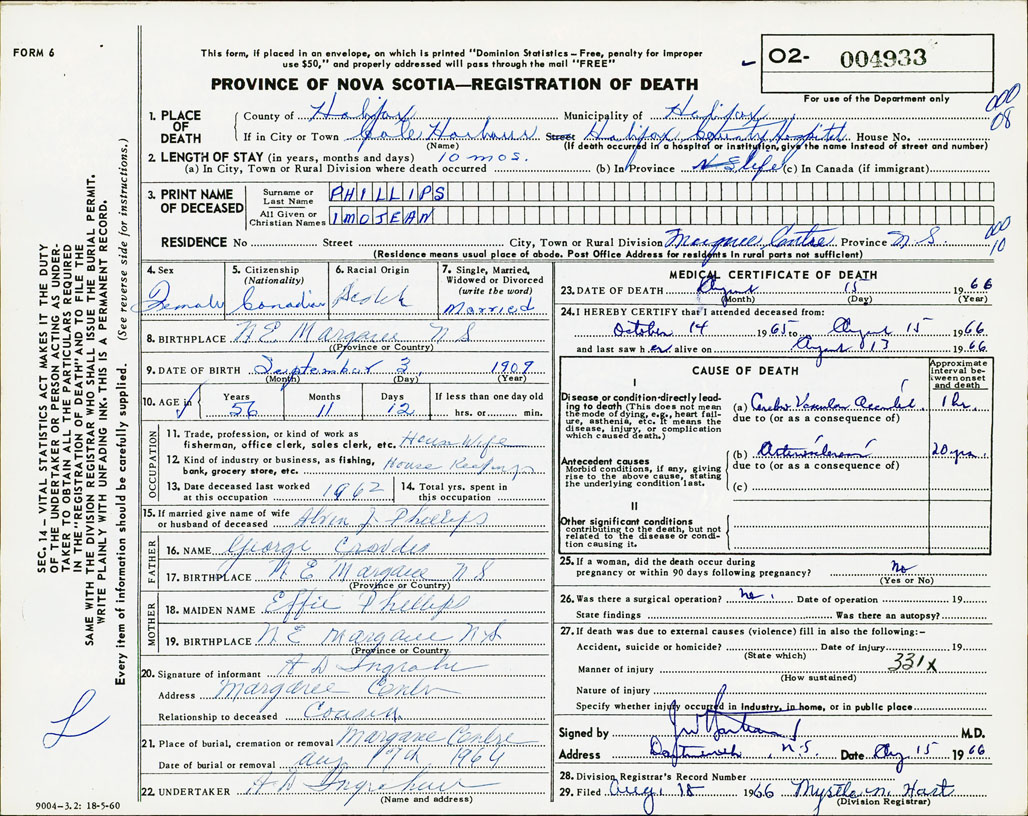 FORM 6
This form, if placed in an envelope, on which is printed "Dominion Statistics – Free, penalty for improper
use $50," and properly addressed will pass through the mail "FREE"
PROVINCE OF NOVA SCOTIA—REGISTRATION OF DEATH
02- 004933
For use of the Department only
000
08
1. PLACE OF DEATH
County of Halifax Municipality of Halifax
If in City or Town Cole Harbour Street Halifax County Hospital House No.
(Name) (If death occurred in a hospital or institution, give the name instead of street and number)
2. LENGTH OF STAY (in years, months and days) 10 mos.
(a) In City, Town or Rural Division where death occurred (b) In Province N S life (c) In Canada (if immigrant)
3. PRINT NAME OF DECEASED
Surname or Last Name PHILLIPS
All Given or Christian Names IMOJEAN
000
10
RESIDENCE No Street City, Town or Rural Division Margaree Centre Province N.S.
(Residence means usual place of abode. Post Office Address for residents in rural parts not sufficient)
4. Sex
Female
5. Citizenship
(Nationality)
Canadian
6. Racial Origin
Scotch
7. Single, Married, Widowed or Divorced
(write the word)
Married
8. BIRTHPLACE N.E. Margaree N S
(Province or Country)
9. DATE OF BIRTH September 3 1909
(Month) (Day) (Year)
10. AGE in Years Months Days If less than one day old
56 11 12 hrs. or min.
OCCUPATION
11. Trade, profession, or kind of work as
fisherman, office clerk, sales clerk, etc. House Wife
12. Kind of industry or business, as fishing,
bank, grocery store, etc. House Keeping
13. Date deceased last worked
at this occupation 1962
14. Total yrs. spent in
this occupation
15. If married give name of wife
or husband of deceased Alvin J. Phillips
FATHER
16. NAME George Crowdis
17. BIRTHPLACE N E Margaree N S
(Province or Country)
MOTHER
18. MAIDEN NAME Effie Phillips
19. BIRTHPLACE N. E Margaree N.S
(Province or Country
20. Signature of informant A D Ingraham
Address Margaree Centre
Relationship to deceased Cousin.
21. Place of burial, cremation or removal Margaree Centre
Date of burial or removal Aug 17th, 1966
22. UNDERTAKER A D Ingraham
(Name and address)
MEDICAL CERTIFICATE OF DEATH
23. DATE OF DEATH August 15 1966
(Month) (Day) (Year)
24. I HEREBY CERTIFY that I attended deceased from:
October 14 1965 to August 15 1966
and last saw her alive on August 13 1966
CAUSE OF DEATH
Approximate interval between onset and death
I
Disease or condition directly leading to death (This does not mean the mode of dying, e.g., heart failure, asthenia, etc. It means the disease, injury, or complication which caused death.)
(a) Cerebro Vascular Accident 1 hr.
due to (or as a consequence of)
Antecedent causes
Morbid conditions, if any, giving rise to the above cause, stating the underlying condition last.
(b) Arteriosclerosis 20 yrs.
due to (or as a consequence of)
(c)
II
Other significant conditions
contributing to the death, but not related to the disease or condition causing it.
25. If a woman, did the death occur during
pregnancy or within 90 days following pregnancy? No
(Yes or No)
26. Was there a surgical operation? No. Date of operation 19
State findings Was there an autopsy?
27. If death was due to external causes (violence) fill in also the following:–
Accident, suicide or homicide? Date of injury 19
(State which)
Manner of injury 331X
(How sustained)
Nature of injury
Specify whether injury occurred in industry, in home, or in public place
Signed by M.D.
Address Dartmouth, N.S. Date Aug 15 1966
28. Division Registrar's Record Number
29. Filed Aug. 18 1966 Myrtle M. Hast
(Division Registrar)
SEC. 14 – VITAL STATISTICS ACT MAKES IT THE DUTY
OF THE UNDERTAKER OR PERSON ACTING AS UNDER-
TAKER TO OBTAIN ALL THE PARTICULARS REQUIRED
IN THE "REGISTRATION OF DEATH" AND TO FILE THE
SAME WITH THE DIVISION REGISTRAR WHO SHALL ISSUE THE BURIAL PERMIT.
WRITE PLAINLY WITH UNFADING INK. THIS IS A PERMANENT RECORD.
Every item of information should be carefully supplied. (See reverse side for instructions.)
9004-3.2: 18-5-60